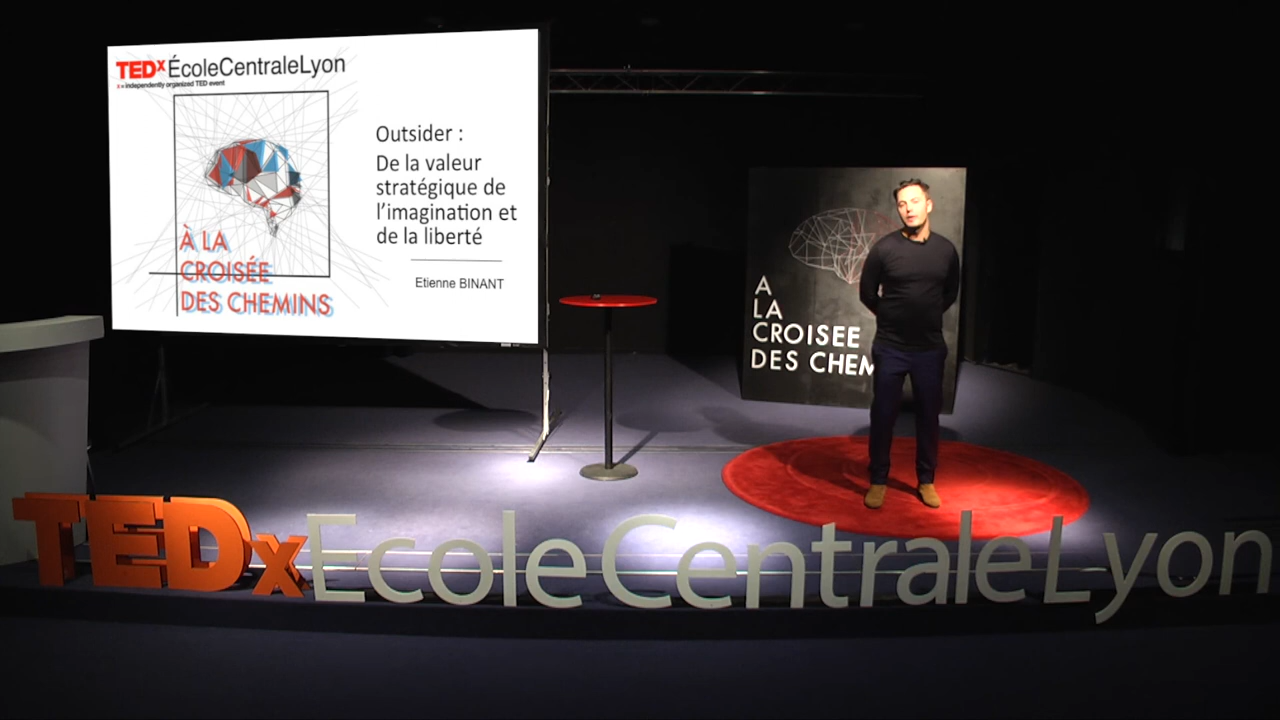 TEDxÉcoleCentraleLyon
x = independently organized TED event
Outsider :
De la valeur
stratégique de
l'imagination et
de la liberté
Etienne BINANT
À LA
CROISÉE
DES CHEMINS
A
LA
CROISEE
DES CHEM
TEDxEcoleCentraleLyon